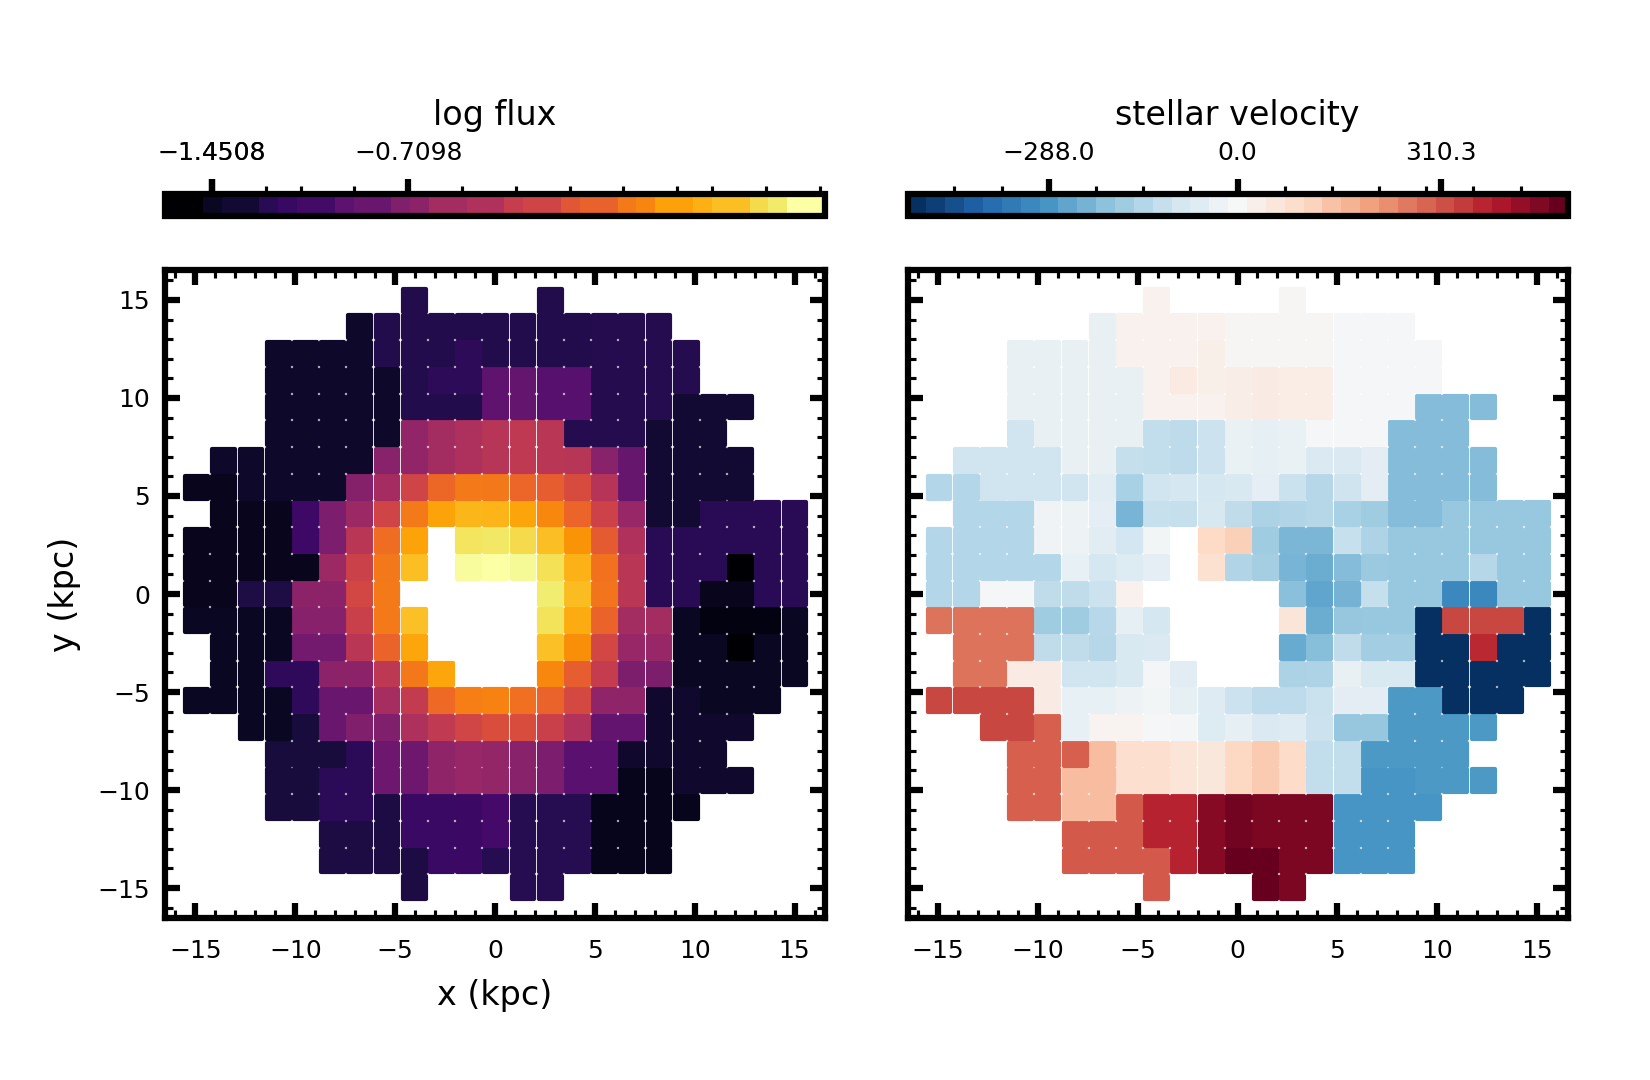 log flux
stellar velocity
−1.4508 −0.7098
−288.0 0.0 310.3
15
10
5
0
−5
−10
−15
y (kpc)
−15 −10 −5 0 5 10 15
−15 −10 −5 0 5 10 15
x (kpc)